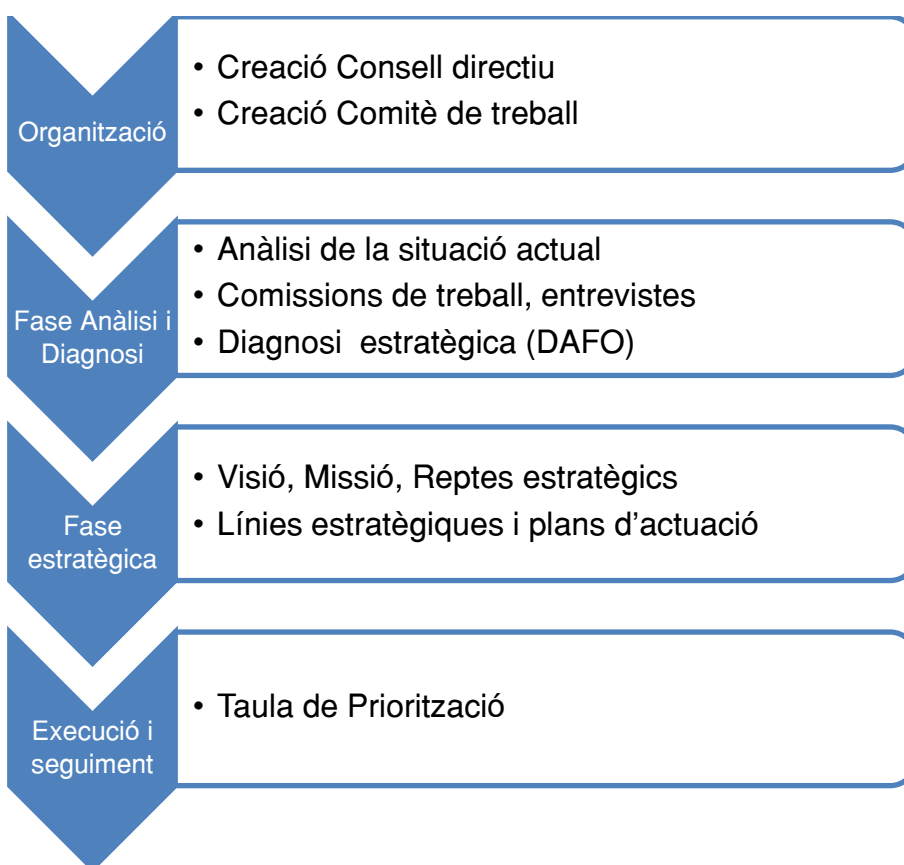 Organització
• Creació Consell directiu
• Creació Comitè de treball
Fase Anàlisi i
Diagnosi
• Anàlisi de la situació actual
• Comissions de treball, entrevistes
• Diagnosi  estratègica (DAFO)
Fase
estratègica
• Visió, Missió, Reptes estratègics
• Línies estratègiques i plans d’actuació
Execució i
seguiment
• Taula de Priorització